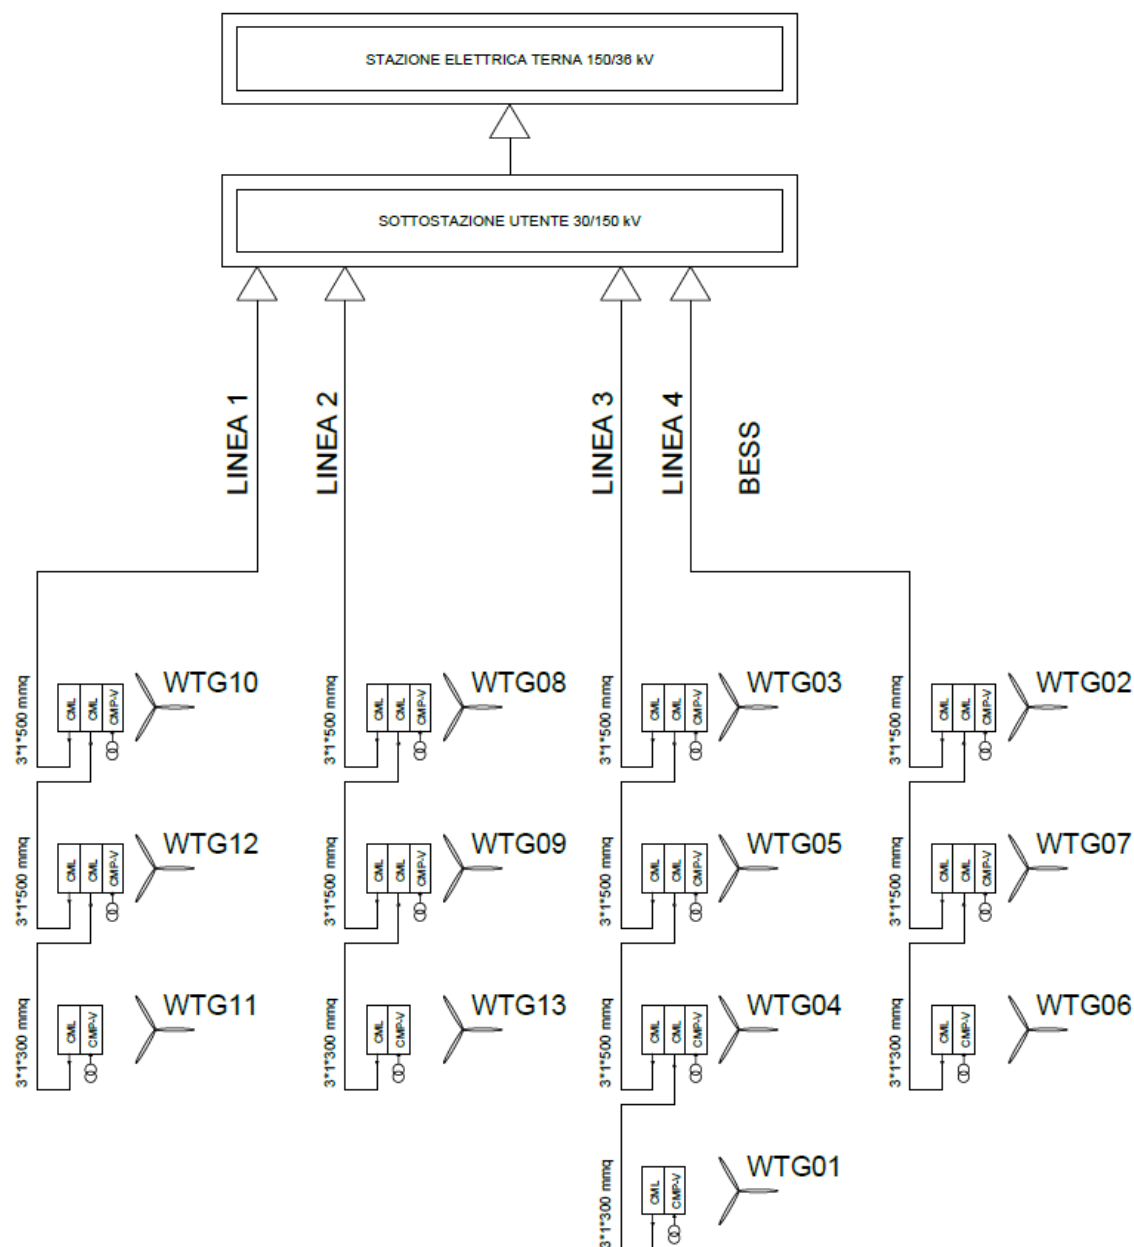 STAZIONE ELETTRICA TERNA 150/36 kV
SOTTOSTAZIONE UTENTE 30/150 kV
LINEA 1
LINEA 2
LINEA 3
LINEA 4
BESS
3*1*500 mmq
CML
CML
CMP-V
WTG10
3*1*500 mmq
CML
CML
CMP-V
WTG08
3*1*500 mmq
CML
CML
CMP-V
WTG03
3*1*500 mmq
CML
CML
CMP-V
WTG02
3*1*500 mmq
CML
CML
CMP-V
WTG12
3*1*500 mmq
CML
CML
CMP-V
WTG09
3*1*500 mmq
CML
CML
CMP-V
WTG05
3*1*500 mmq
CML
CML
CMP-V
WTG07
3*1*300 mmq
CML
CMP-V
WTG11
3*1*300 mmq
CML
CMP-V
WTG13
3*1*500 mmq
CML
CML
CMP-V
WTG04
3*1*300 mmq
CML
CMP-V
WTG06
3*1*300 mmq
CML
CMP-V
WTG01